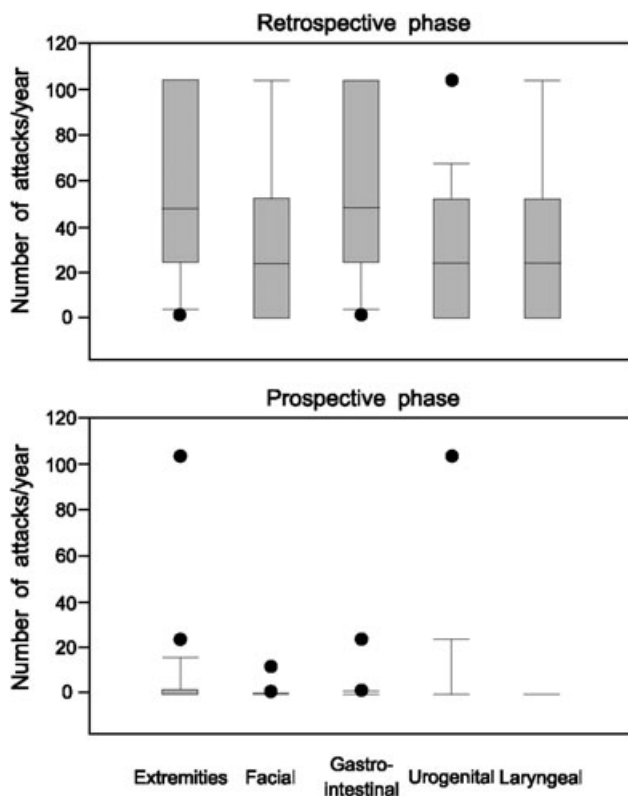 Retrospective phase
Number of attacks/year
120
100
80
60
40
20
0
Prospective phase
Number of attacks/year
120
100
80
60
40
20
0
Extremities Facial Gastro-intestinal Urogenital Laryngeal